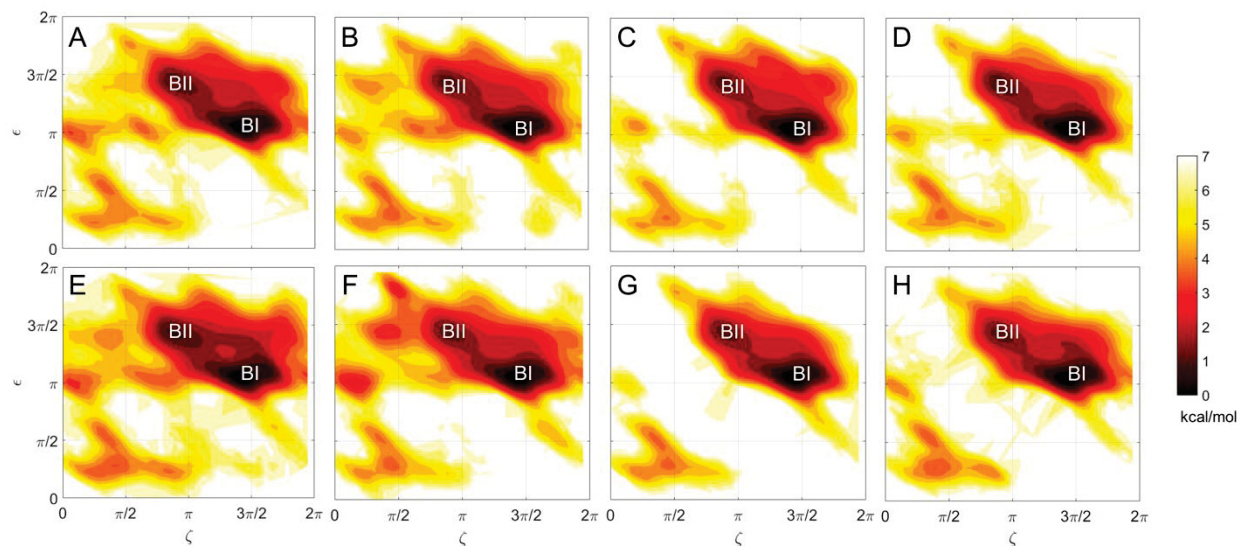 A B C D
2π
3π/2
π
π/2
0
ϵ
BII BI
BII BI
BII BI
BII BI
7
6
5
4
3
2
1
0
kcal/mol
E F G H
2π
3π/2
π
π/2
0
ϵ
BII BI
BII BI
BII BI
BII BI
0 π/2 π 3π/2 2π
π/2 π 3π/2 2π
0 π/2 π 3π/2
0 π/2 π 3π/2 2π
ζ ζ ζ ζ